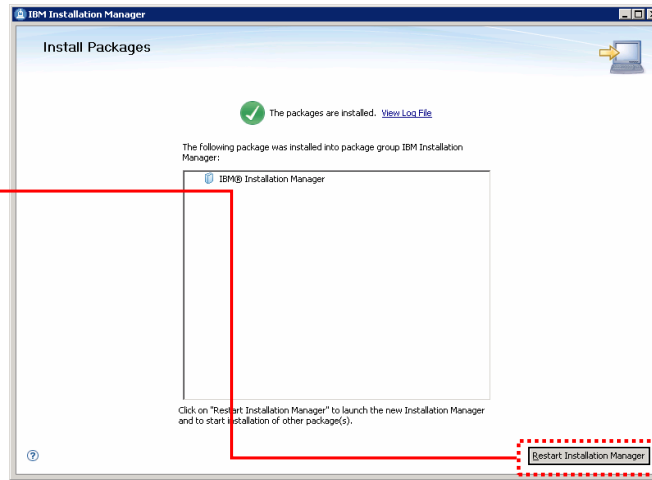 IBM Installation Manager
Install Packages
The packages are installed. View Log File
The following package was installed into package group IBM Installation
Manager:
IBM® Installation Manager
Click on "Restart Installation Manager" to launch the new Installation Manager
and to start installation of other package(s).
?
Restart Installation Manager